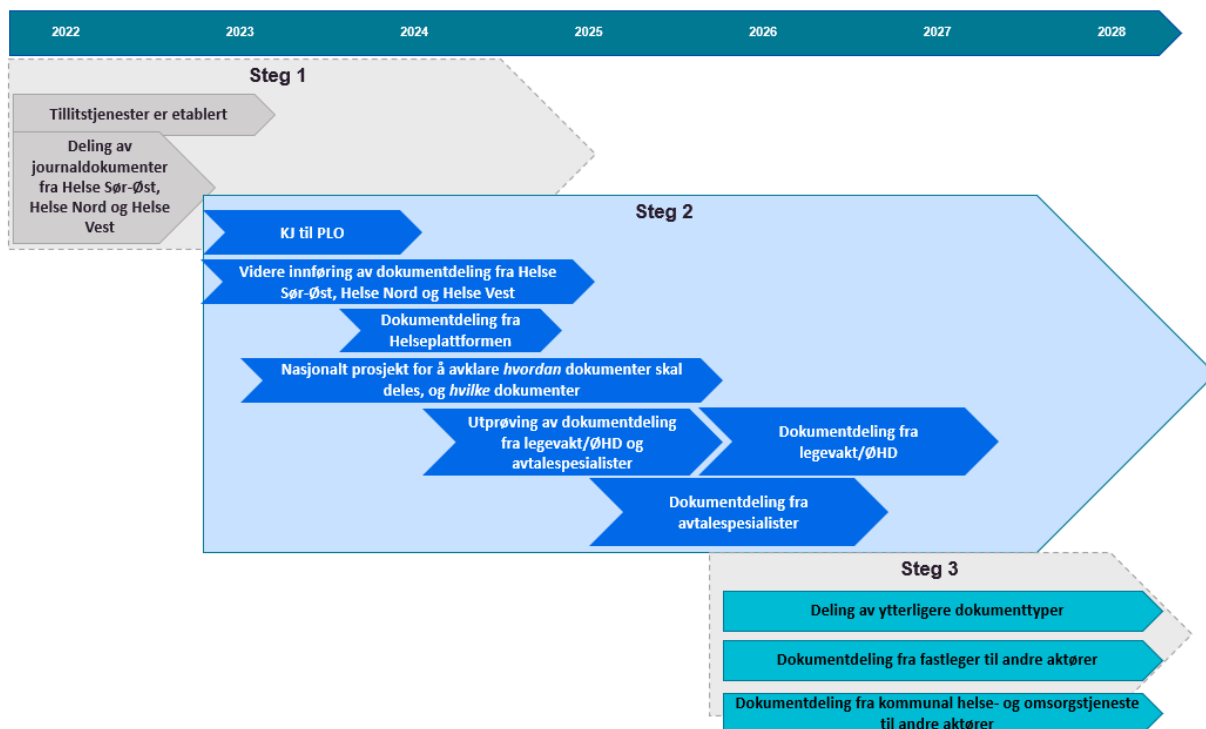 2022 2023 2024 2025 2026 2027 2028
Steg 1
Tillitstjenester er etablert
Deling av
journaldokumenter
fra Helse Sør-Øst,
Helse Nord og Helse
Vest
Steg 2
KJ til PLO
Videre innføring av dokumentdeling fra Helse
Sør-Øst, Helse Nord og Helse Vest
Dokumentdeling fra
Helseplattformen
Nasjonalt prosjekt for å avklare hvordan dokumenter skal
deles, og hvilke dokumenter
Utprøving av dokumentdeling
fra legevakt/ØHD og
avtalespesialister
Dokumentdeling fra
legevakt/ØHD
Dokumentdeling fra
avtalespesialister
Steg 3
Deling av ytterligere dokumenttyper
Dokumentdeling fra fastleger til andre aktører
Dokumentdeling fra kommunal helse- og omsorgstjeneste
til andre aktører